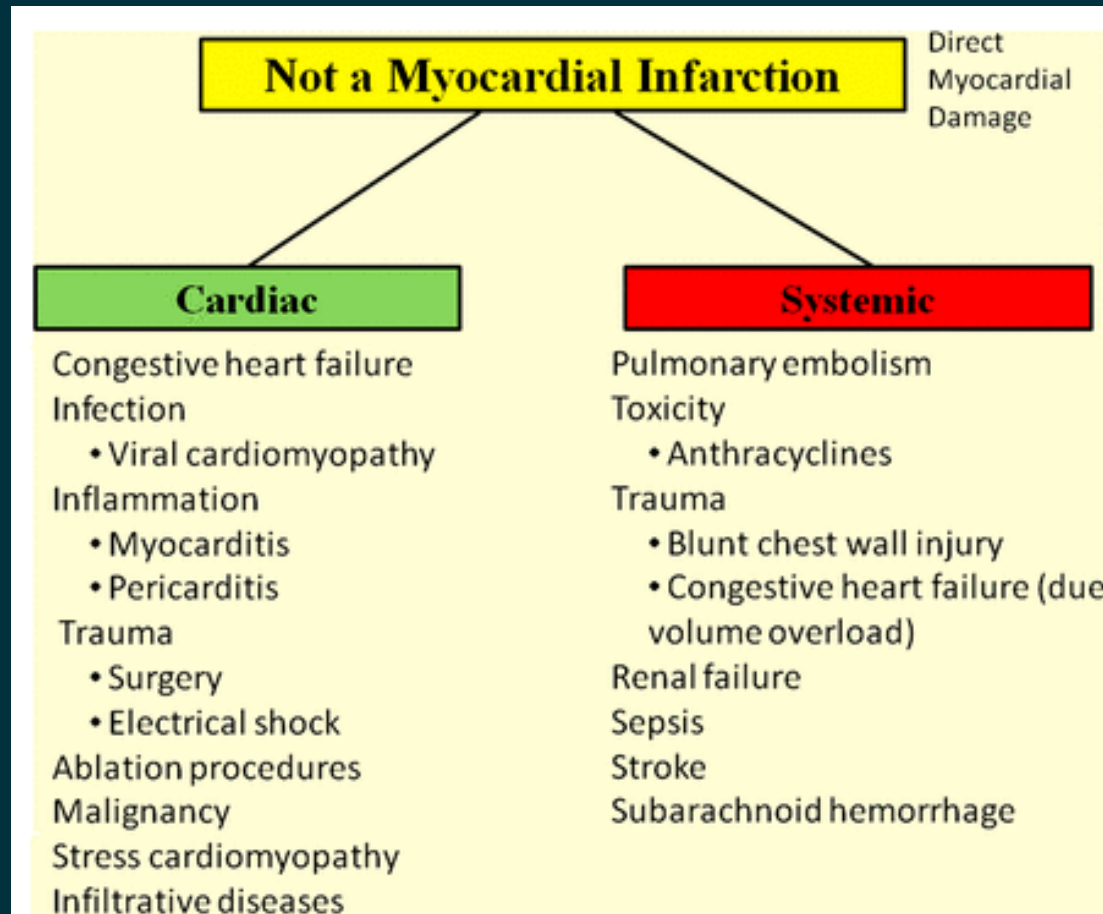 Not a Myocardial Infarction
Direct
Myocardial
Damage
Cardiac
Congestive heart failure
Infection
• Viral cardiomyopathy
Inflammation
• Myocarditis
• Pericarditis
Trauma
• Surgery
• Electrical shock
Ablation procedures
Malignancy
Stress cardiomyopathy
Infiltrative diseases
Systemic
Pulmonary embolism
Toxicity
• Anthracyclines
Trauma
• Blunt chest wall injury
• Congestive heart failure (due
volume overload)
Renal failure
Sepsis
Stroke
Subarachnoid hemorrhage